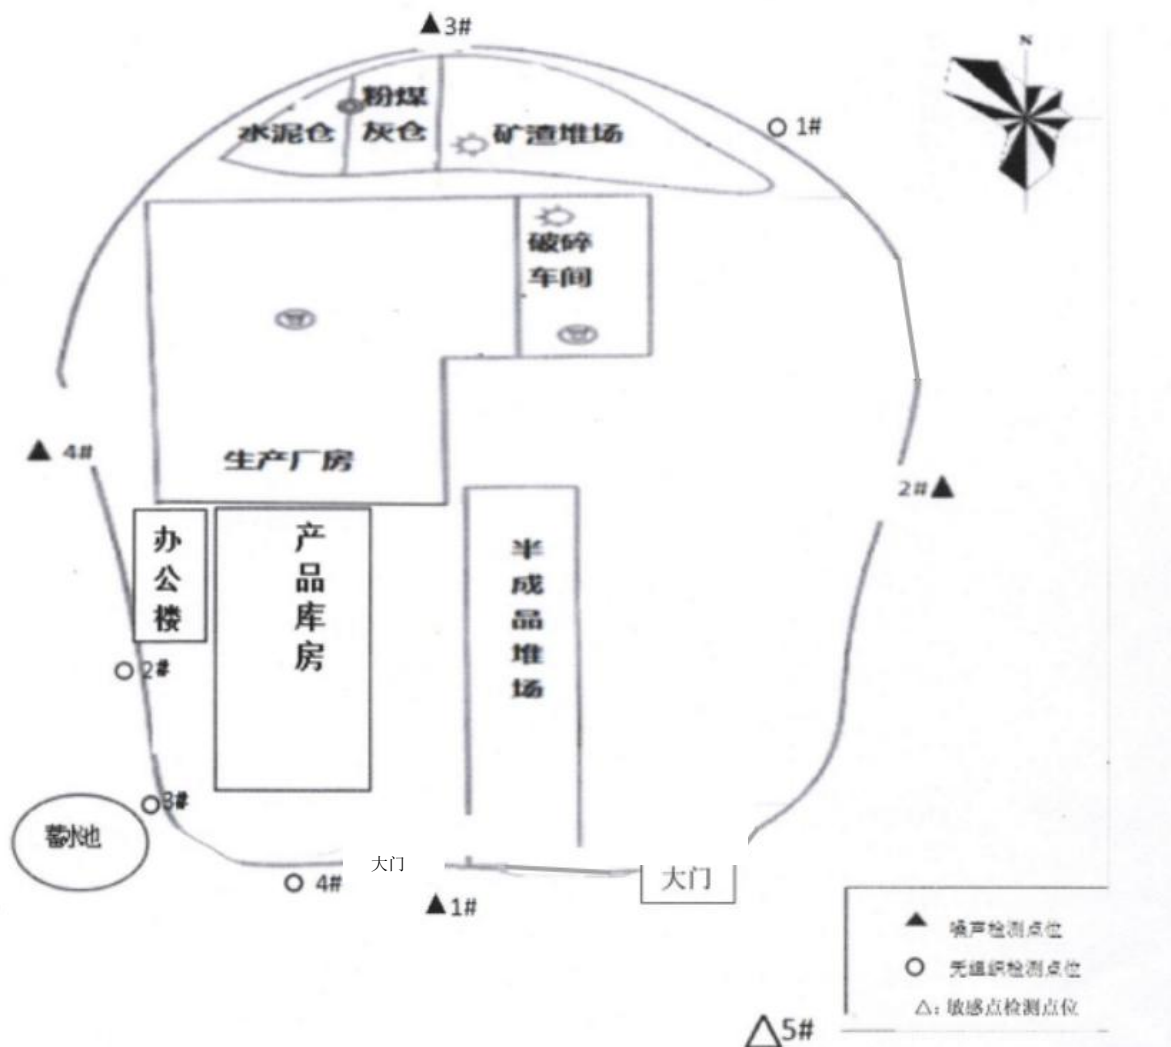 ▲3#
N
粉煤
○ 1#
水泥仓
灰仓
矿渣堆场
破碎
车间
▲ 4#
生产厂房
2#▲
办公楼
产品库房
半成品堆场
○2#
○3#
蓄水池
大门
大门
○ 4#
▲1#
▲ 噪声检测点位
○ 无组织检测点位
△：敏感点检测点位
△5#